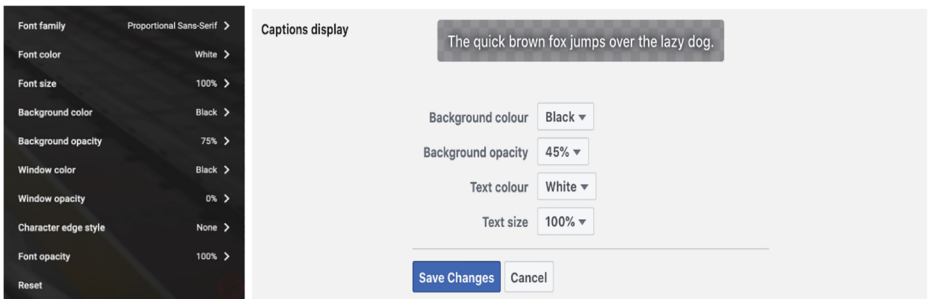 Font family Proportional Sans-Serif >
Font color White >
Font size 100% >
Background color Black >
Background opacity 75% >
Window color Black >
Window opacity 0% >
Character edge style None >
Font opacity 100% >
Reset
Captions display
The quick brown fox jumps over the lazy dog.
Background colour Black ▾
Background opacity 45% ▾
Text colour White ▾
Text size 100% ▾
Save Changes Cancel